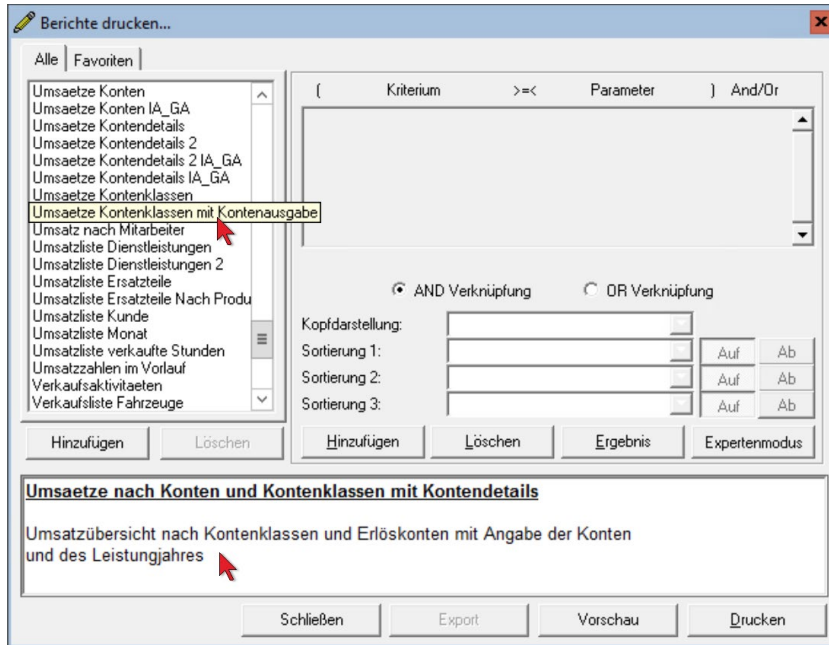 Berichte drucken...
Alle
Favoriten
Umsaetze Konten
Umsaetze Konten IA_GA
Umsaetze Kontendetails
Umsaetze Kontendetails 2
Umsaetze Kontendetails 2 IA_GA
Umsaetze Kontendetails IA_GA
Umsaetze Kontenklassen
Umsaetze Kontenklassen mit Kontenausgabe
Umsatz nach Mitarbeiter
Umsatzliste Dienstleistungen
Umsatzliste Dienstleistungen 2
Umsatzliste Ersatzteile
Umsatzliste Ersatzteile Nach Produ
Umsatzliste Kunde
Umsatzliste Monat
Umsatzliste verkaufte Stunden
Umsatzzahlen im Vorlauf
Verkaufsaktivitaeten
Verkaufsliste Fahrzeuge
Hinzufügen Löschen
( Kriterium >=< Parameter ) And/Or
AND Verknüpfung OR Verknüpfung
Kopfdarstellung:
Sortierung 1: Auf Ab
Sortierung 2: Auf Ab
Sortierung 3: Auf Ab
Hinzufügen Löschen Ergebnis Expertenmodus
Umsaetze nach Konten und Kontenklassen mit Kontendetails
Umsatzübersicht nach Kontenklassen und Erlöskonten mit Angabe der Konten
und des Leistungjahres
Schließen Export Vorschau Drucken